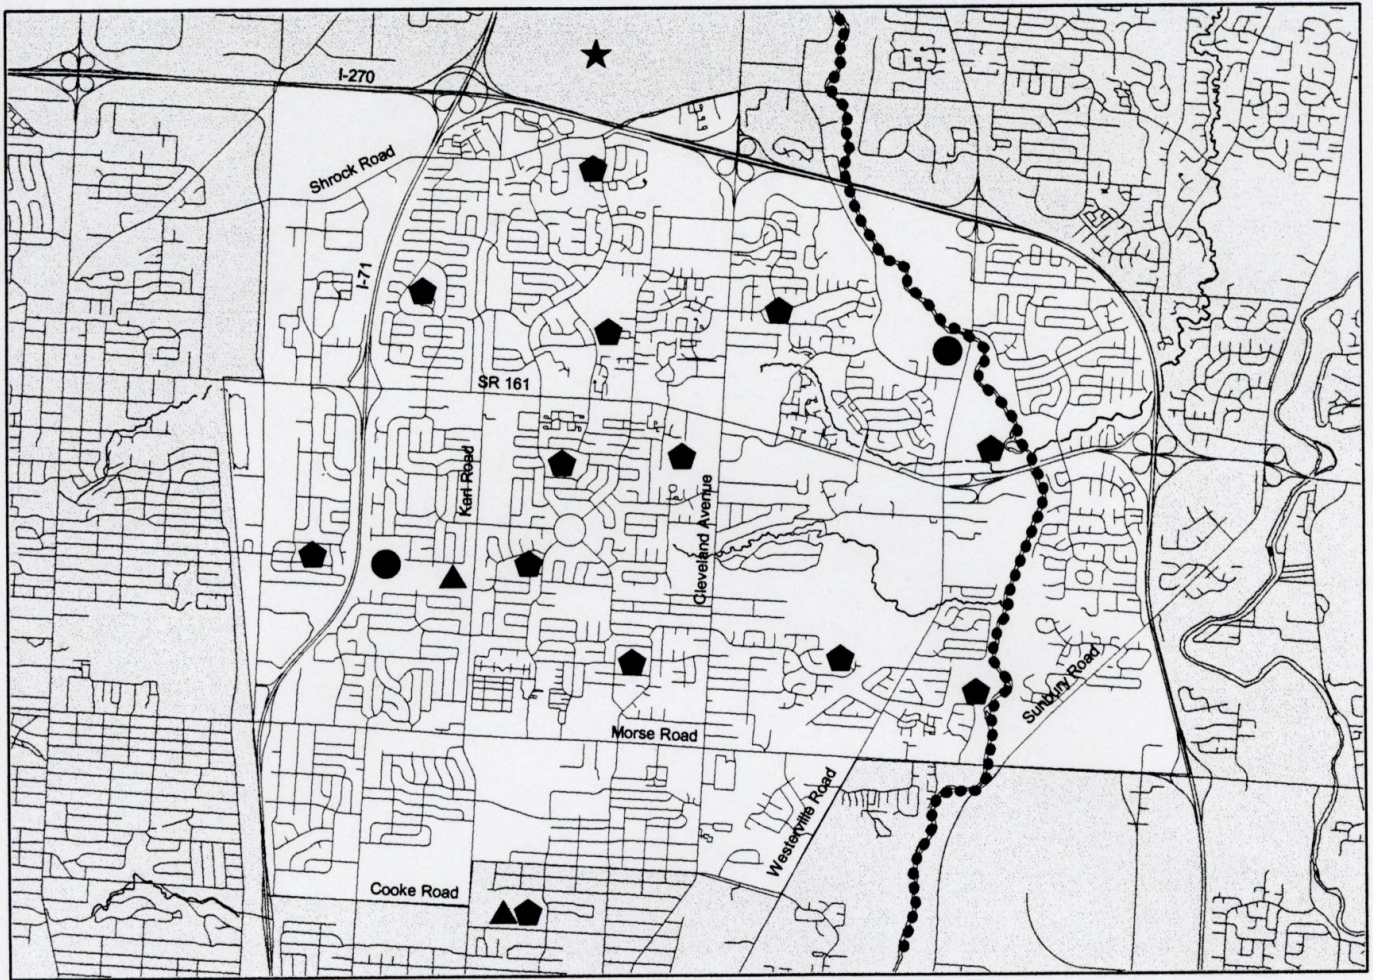 I-270
Shrock Road
I-71
SR 161
Karl Road
Cleveland Avenue
Sunbury Road
Morse Road
Westerville Road
Cooke Road